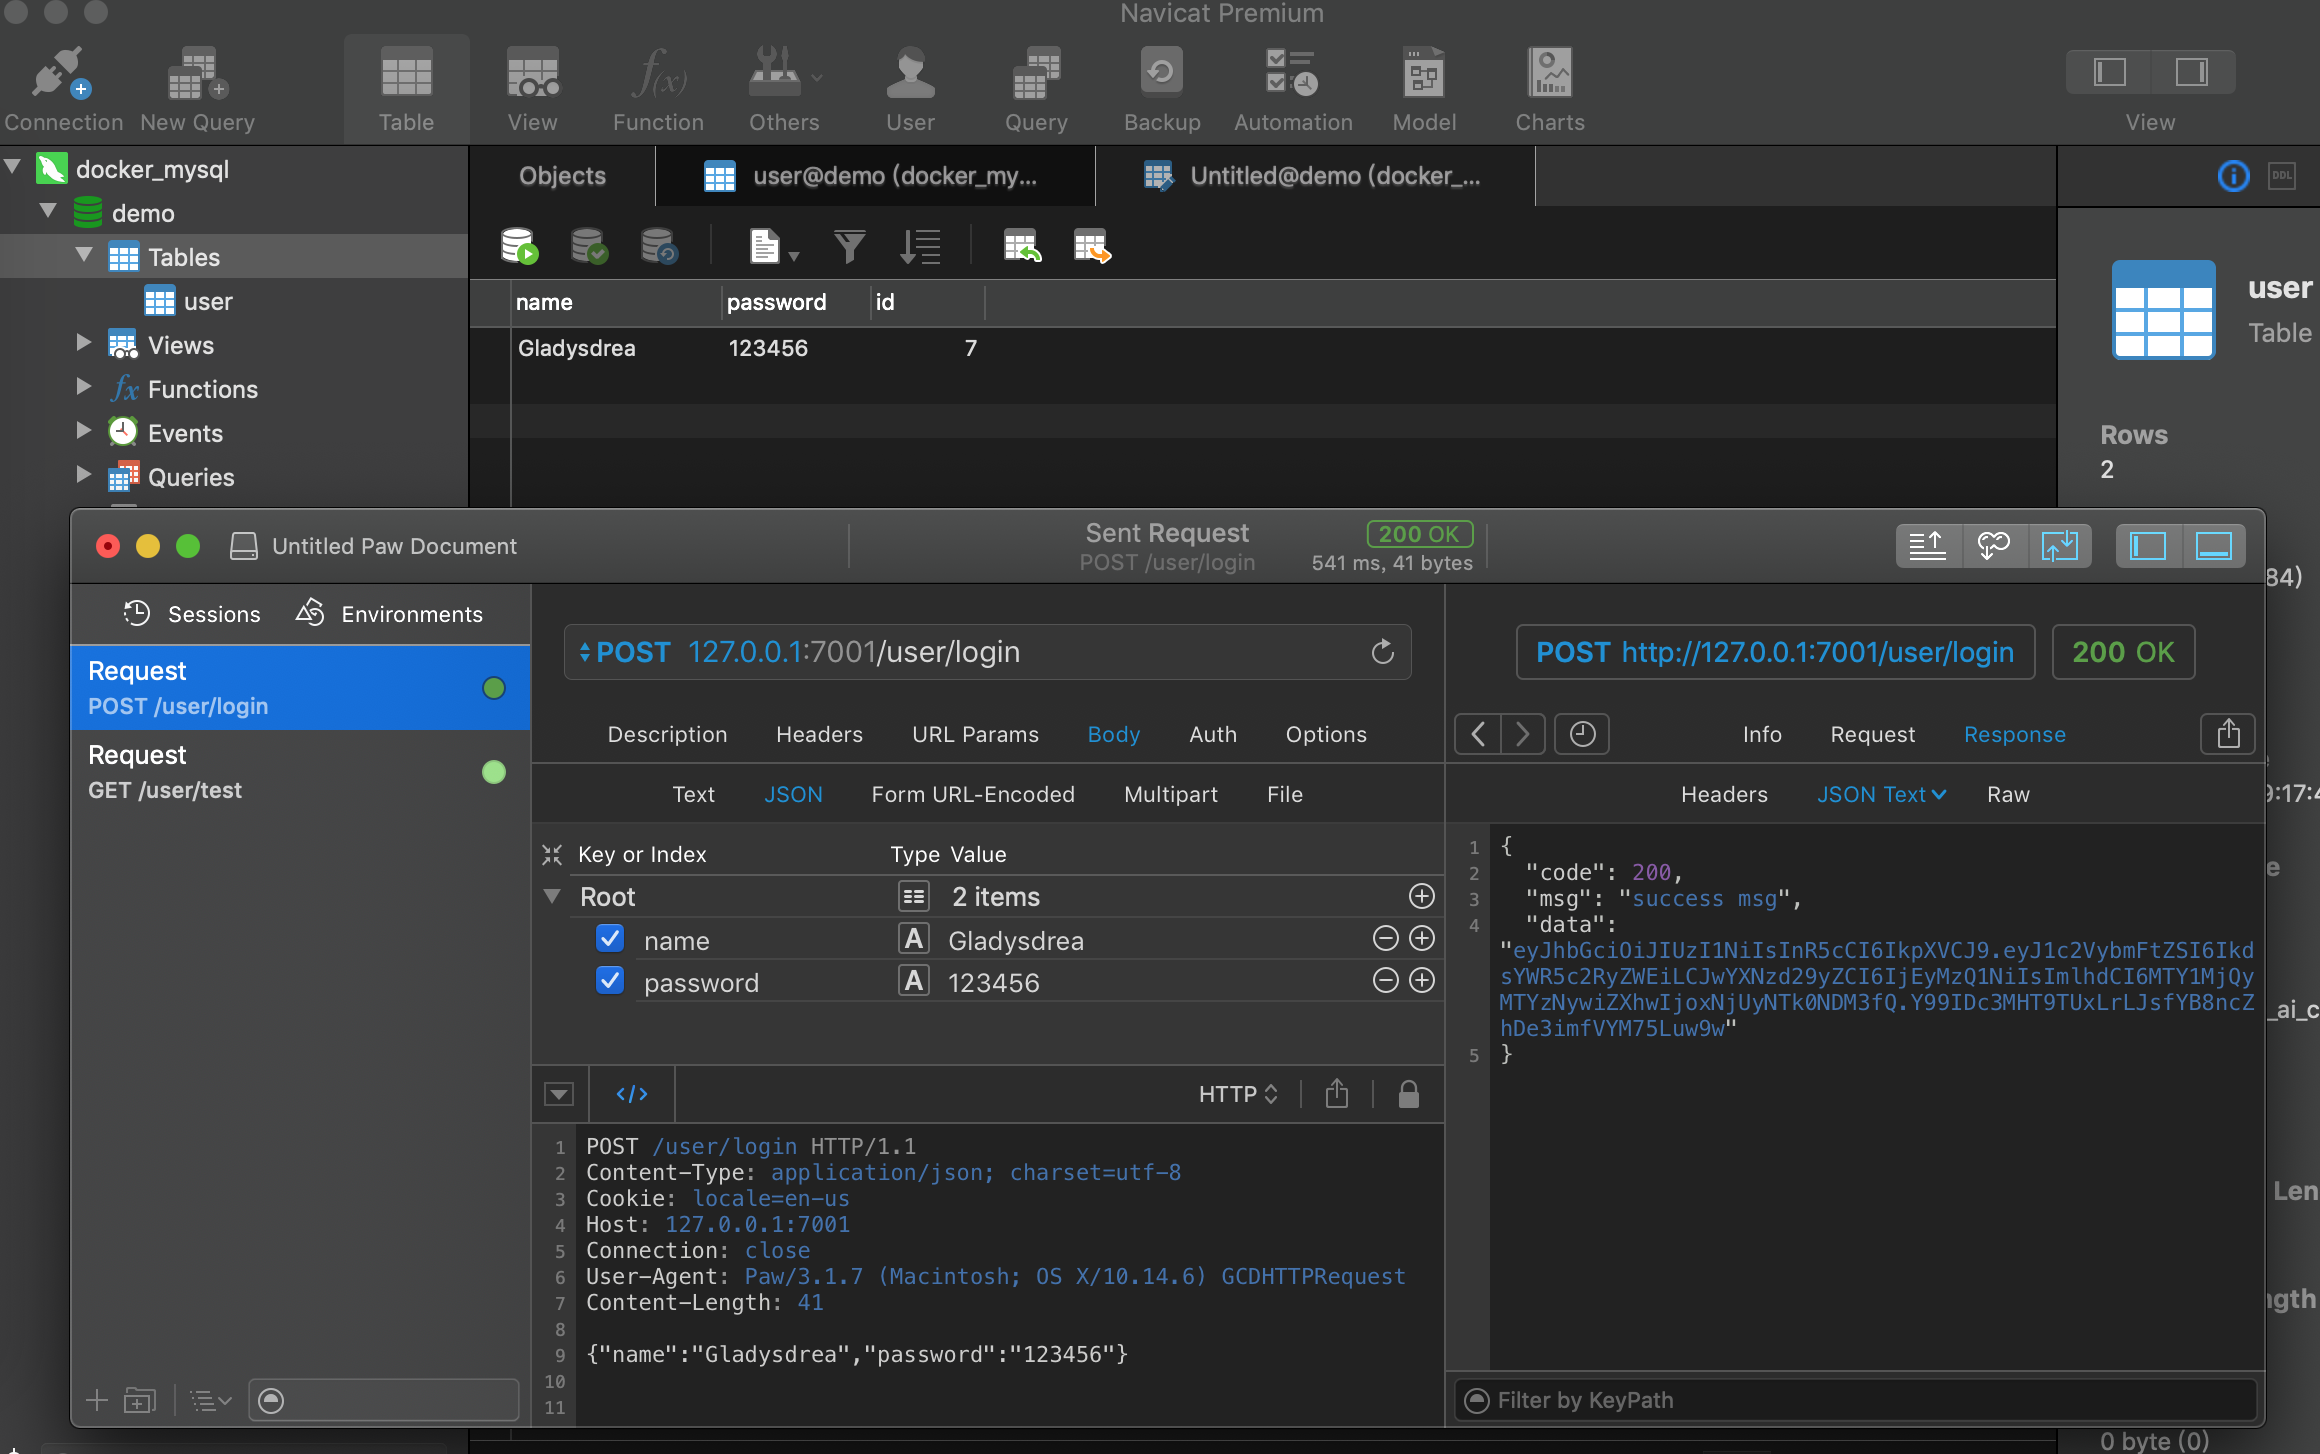 Navicat Premium
Connection
New Query
Table
View
Function
Others
User
Query
Backup
Automation
Model
Charts
View
docker_mysql
demo
Tables
user
Views
Functions
Events
Queries
Objects
user@demo (docker_my...
Untitled@demo (docker_...
DDL
name password id
Gladysdrea 123456 7
user
Table
Rows
2
84)
9:17:4
_ai_c
Len
ngth
0 byte (0)
Untitled Paw Document
Sent Request
POST /user/login
200 OK
541 ms, 41 bytes
Sessions
Environments
Request
POST /user/login
Request
GET /user/test
POST 127.0.0.1:7001/user/login
Description Headers URL Params Body Auth Options
Text JSON Form URL-Encoded Multipart File
Key or Index Type Value
Root 2 items
name A Gladysdrea
password A 123456
</> HTTP
1 POST /user/login HTTP/1.1
2 Content-Type: application/json; charset=utf-8
3 Cookie: locale=en-us
4 Host: 127.0.0.1:7001
5 Connection: close
6 User-Agent: Paw/3.1.7 (Macintosh; OS X/10.14.6) GCDHTTPRequest
7 Content-Length: 41
8
9 {"name":"Gladysdrea","password":"123456"}
10
11
POST http://127.0.0.1:7001/user/login
200 OK
Info Request Response
Headers JSON Text Raw
1 {
2 "code": 200,
3 "msg": "success msg",
4 "data":
"eyJhbGciOiJIUzI1NiIsInR5cCI6IkpXVCJ9.eyJ1c2VybmFtZSI6Ikd
sYWR5c2RyZWEiLCJwYXNzd29yZCI6IjEyMzQ1NiIsImlhdCI6MTY1MjQy
MTYzNywiZXhwIjoxNjUyNTk0NDM3fQ.Y99IDc3MHT9TUxLrLJsfYB8ncZ
hDe3imfVYM75Luw9w"
5 }
Filter by KeyPath